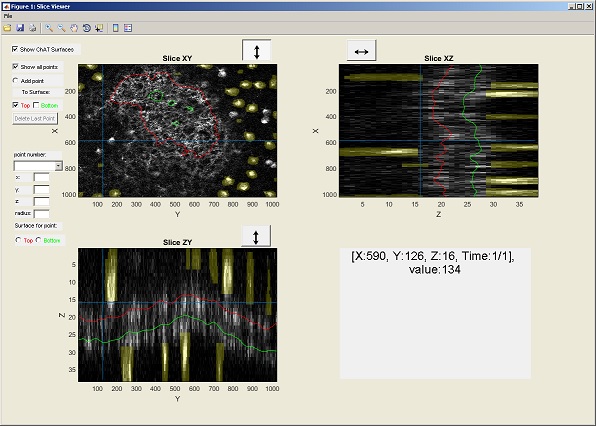 Figure 1: Slice Viewer
File
Show ChAT Surfaces
Show all points
Add point
To Surface:
Top Bottom
Delete Last Point
point number:
x:
y:
z:
radius:
Surface for point:
Top Bottom
Slice XY
200
400
600
800
1000
X
100 200 300 400 500 600 700 800 900 1000
Y
Slice XZ
200
400
600
800
1000
X
5 10 15 20 25 30 35
Z
Slice ZY
5
10
15
20
25
30
35
Z
100 200 300 400 500 600 700 800 900 1000
Y
[X:590, Y:126, Z:16, Time:1/1],
value:134